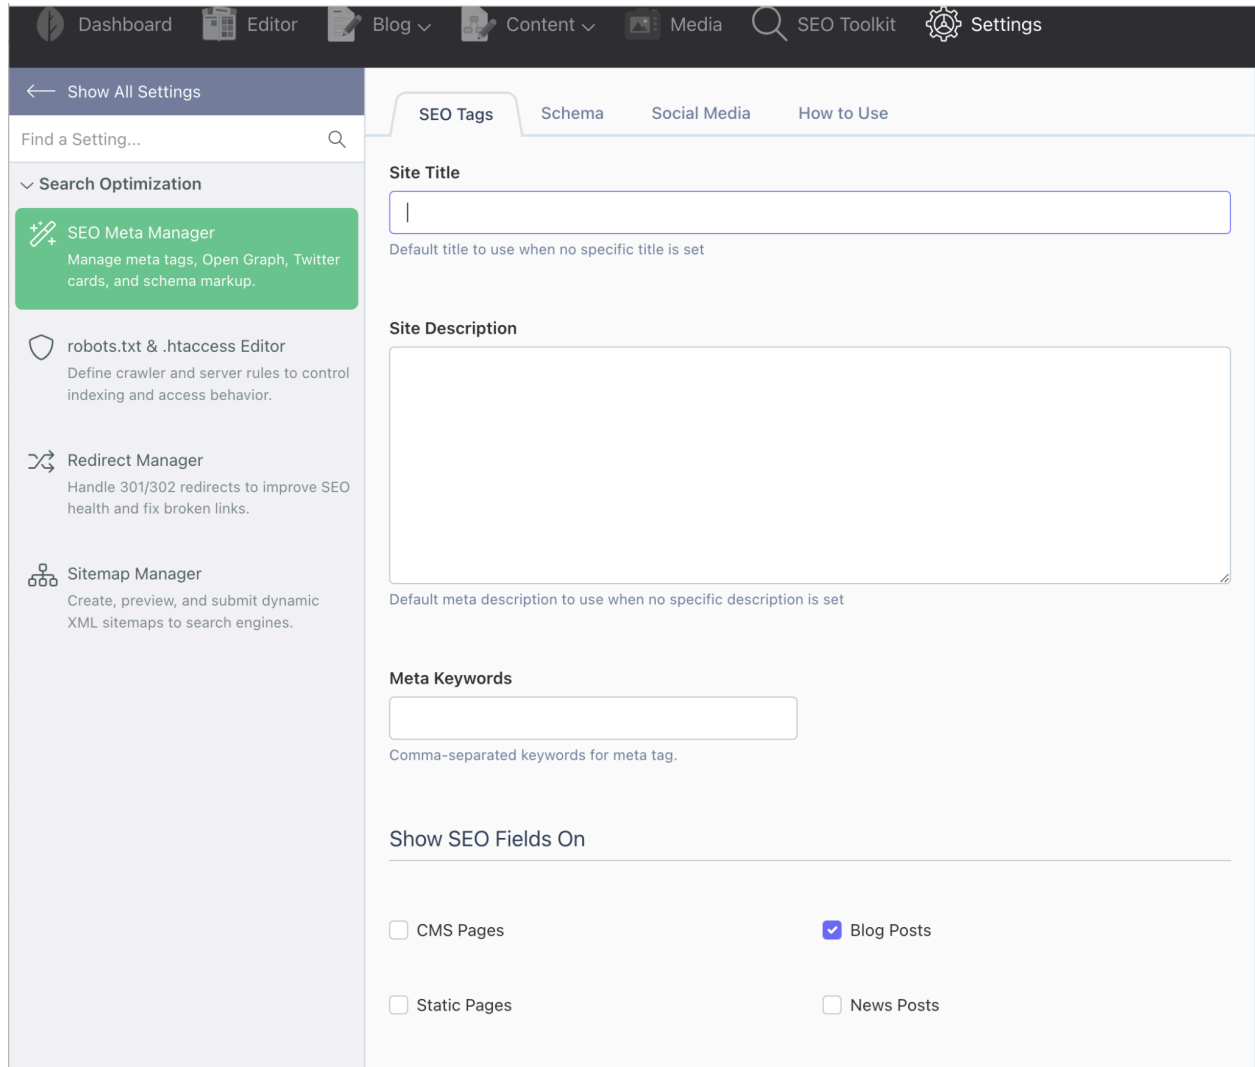 Dashboard Editor Blog Content Media SEO Toolkit Settings
Show All Settings
Find a Setting...
Search Optimization
SEO Meta Manager
Manage meta tags, Open Graph, Twitter
cards, and schema markup.
robots.txt & .htaccess Editor
Define crawler and server rules to control
indexing and access behavior.
Redirect Manager
Handle 301/302 redirects to improve SEO
health and fix broken links.
Sitemap Manager
Create, preview, and submit dynamic
XML sitemaps to search engines.
SEO Tags Schema Social Media How to Use
Site Title
Default title to use when no specific title is set
Site Description
Default meta description to use when no specific description is set
Meta Keywords
Comma-separated keywords for meta tag.
Show SEO Fields On
CMS Pages Blog Posts
Static Pages News Posts